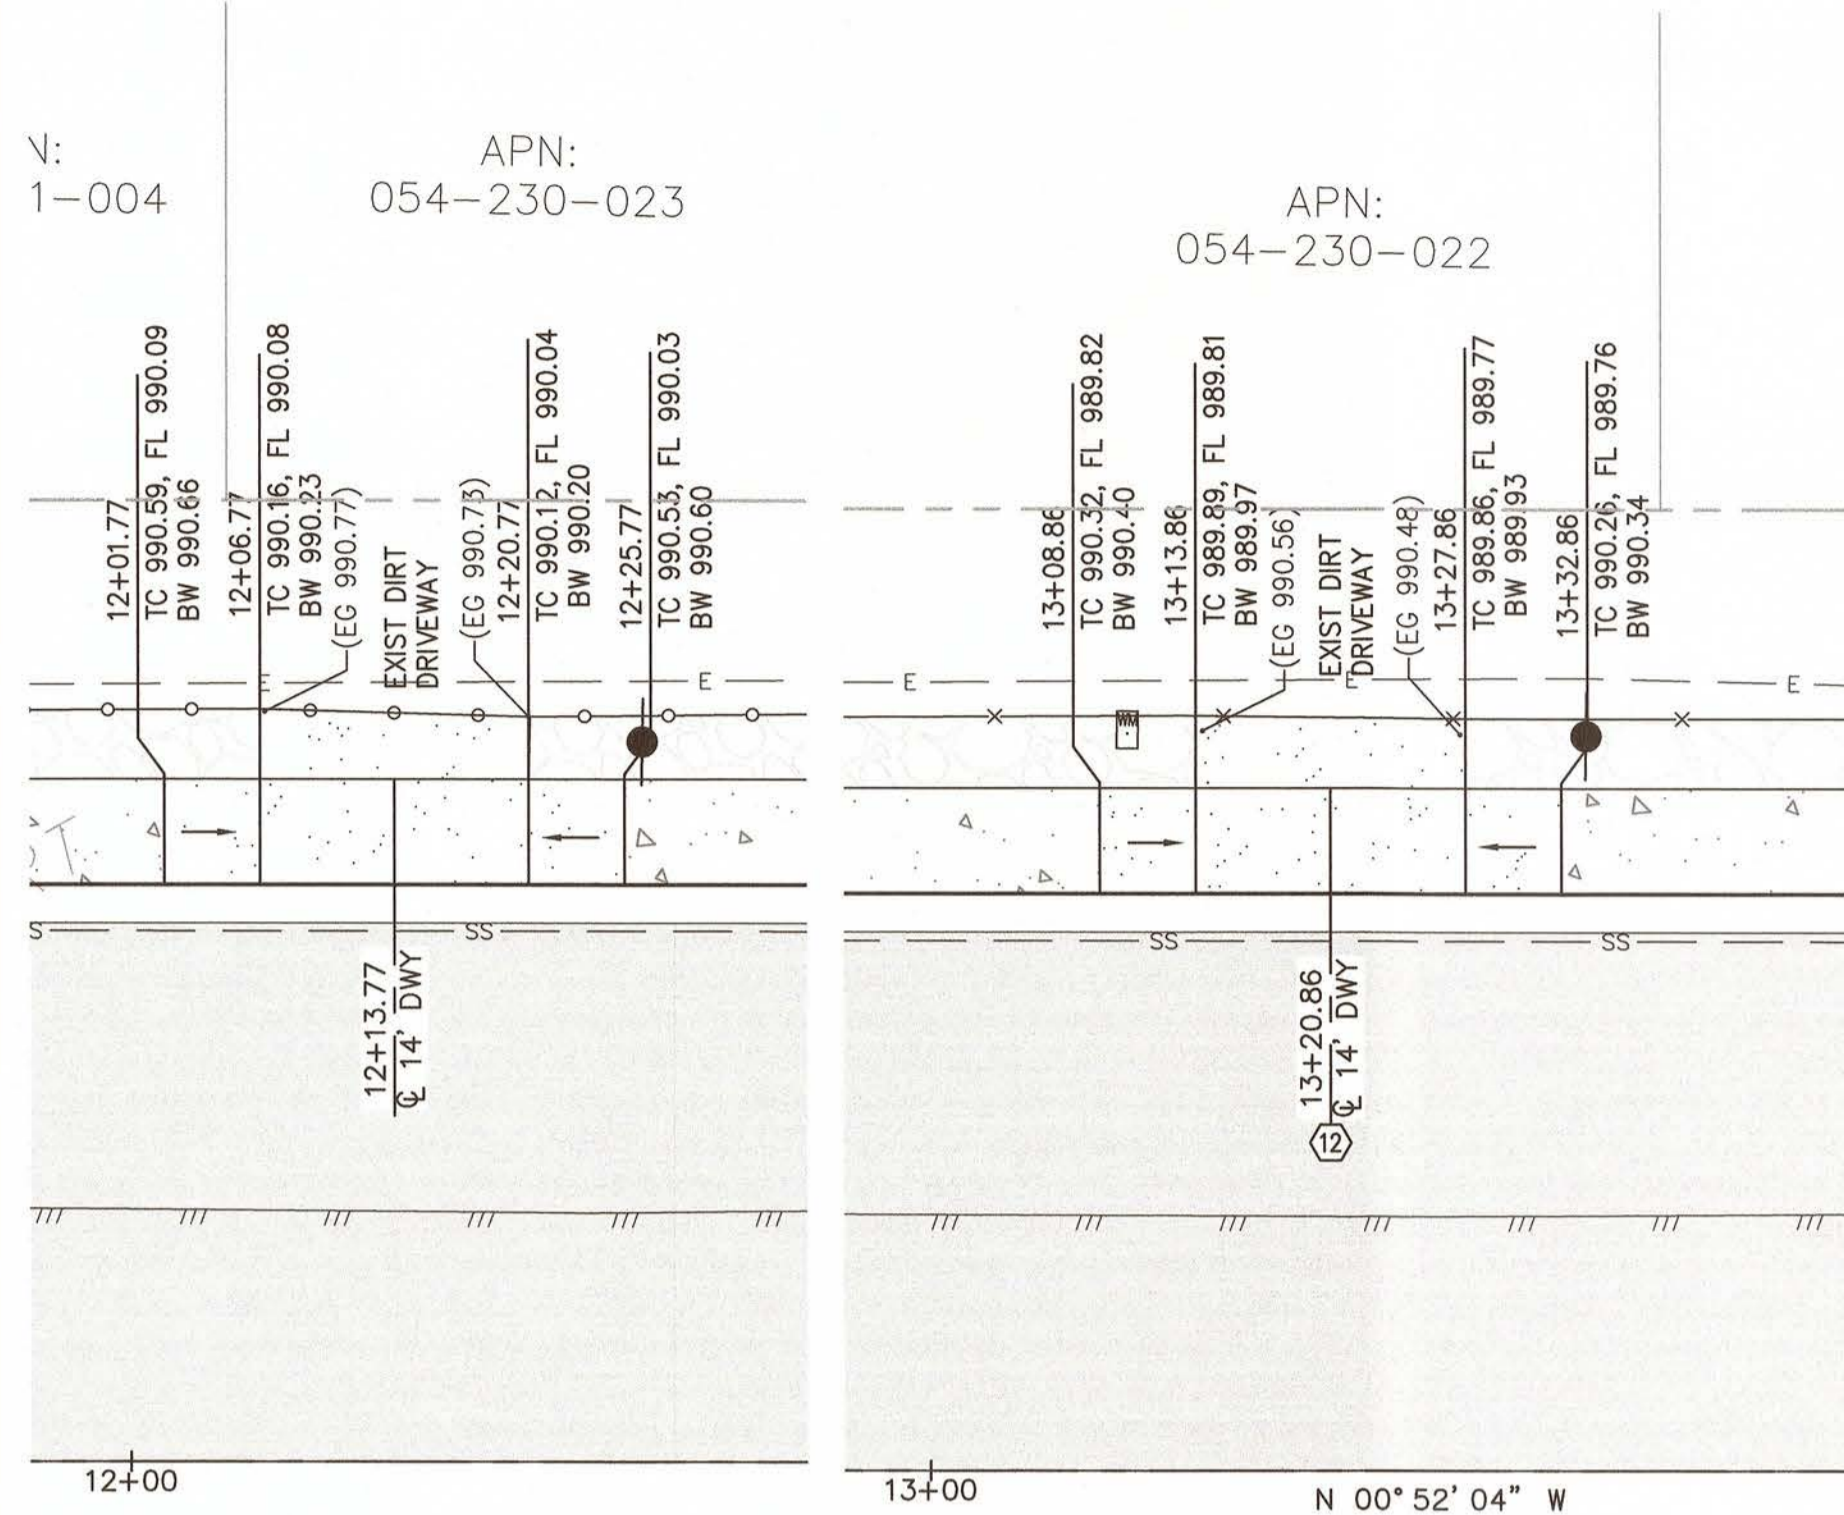 N:
1-004
APN:
054-230-023
12+01.77
TC 990.59, FL 990.09
BW 990.66
12+06.77
TC 990.16, FL 990.08
BW 990.23
(EG 990.77)
EXIST DIRT
DRIVEWAY
(EG 990.73)
12+20.77
TC 990.12, FL 990.04
BW 990.20
12+25.77
TC 990.53, FL 990.03
BW 990.60
E
E
S
SS
12+13.77
℄ 14' DWY
12+00
APN:
054-230-022
13+08.86
TC 990.32, FL 989.82
BW 990.40
13+13.86
TC 989.89, FL 989.81
BW 989.97
(EG 990.56)
EXIST DIRT
DRIVEWAY
(EG 990.48)
13+27.86
TC 989.86, FL 989.77
BW 989.93
13+32.86
TC 990.26, FL 989.76
BW 990.34
E
E
E
WM
SS
SS
13+20.86
℄ 14' DWY
12
13+00
N 00° 52' 04" W